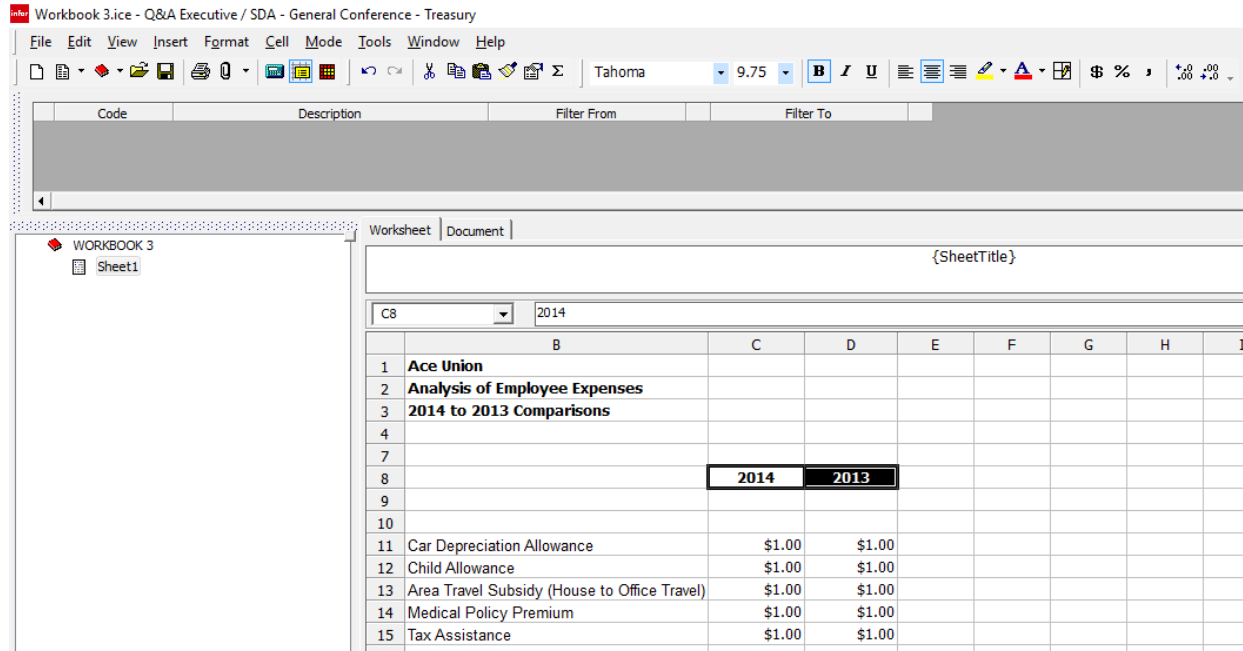 infor Workbook 3.ice - Q&A Executive / SDA - General Conference - Treasury
File Edit View Insert Format Cell Mode Tools Window Help
Tahoma 9.75 B I U $ % ,
Code Description Filter From Filter To
Worksheet Document
WORKBOOK 3
Sheet1
{SheetTitle}
C8 2014
B C D E F G H I
1 Ace Union
2 Analysis of Employee Expenses
3 2014 to 2013 Comparisons
4
7
8 2014 2013
9
10
11 Car Depreciation Allowance $1.00 $1.00
12 Child Allowance $1.00 $1.00
13 Area Travel Subsidy (House to Office Travel) $1.00 $1.00
14 Medical Policy Premium $1.00 $1.00
15 Tax Assistance $1.00 $1.00